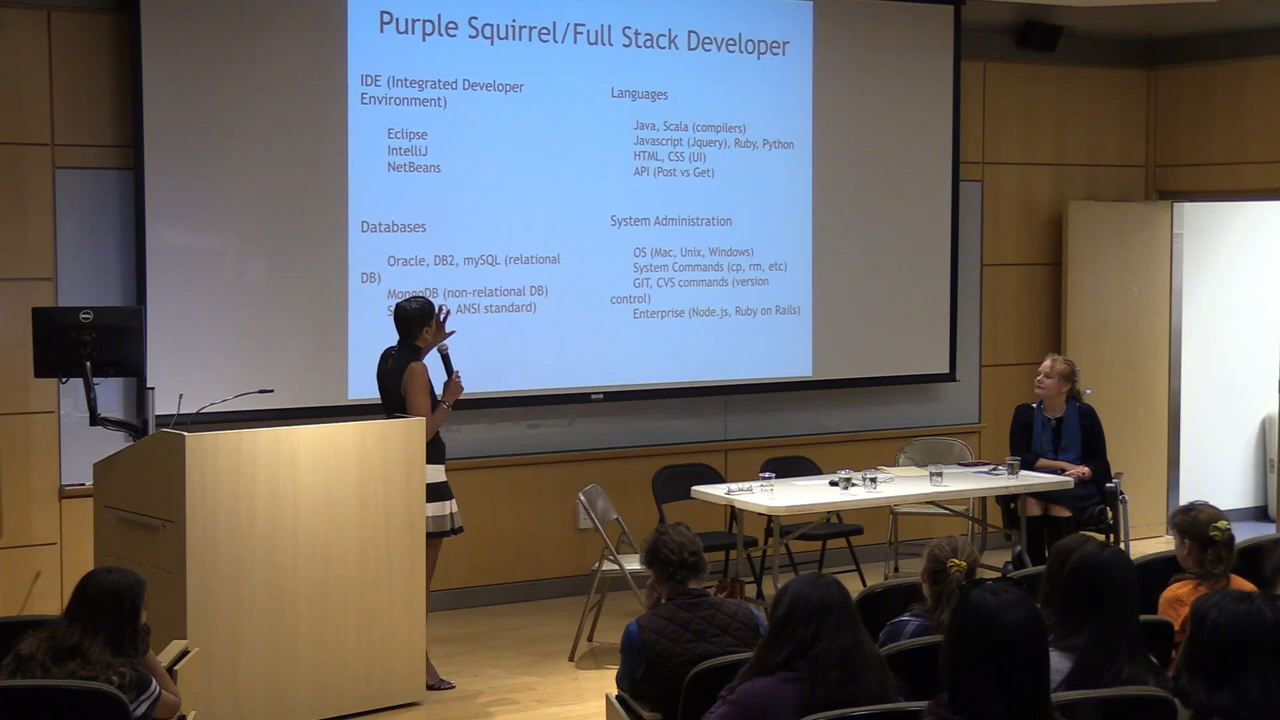 Purple Squirrel/Full Stack Developer
IDE (Integrated Developer
Environment)
Eclipse
IntelliJ
NetBeans
Languages
Java, Scala (compilers)
Javascript (Jquery), Ruby, Python
HTML, CSS (UI)
API (Post vs Get)
Databases
Oracle, DB2, mySQL (relational
DB)
MongoDB (non-relational DB)
ANSI standard)
System Administration
OS (Mac, Unix, Windows)
System Commands (cp, rm, etc)
GIT, CVS commands (version
control)
Enterprise (Node.js, Ruby on Rails)
DELL